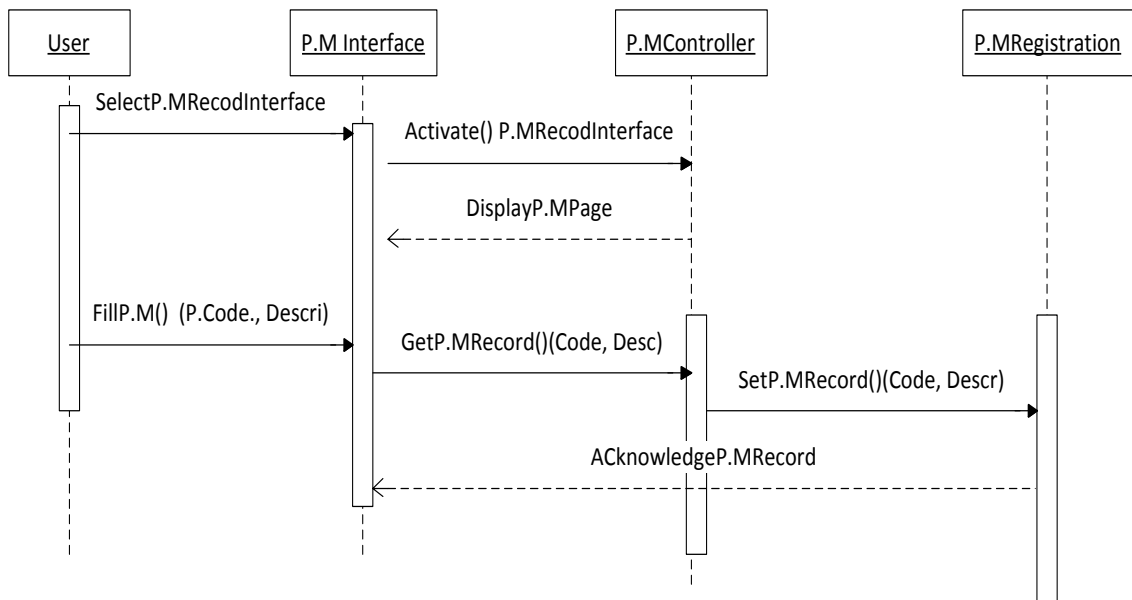 User
P.M Interface
P.MController
P.MRegistration
SelectP.MRecodInterface
Activate() P.MRecodInterface
DisplayP.MPage
FillP.M() (P.Code., Descri)
GetP.MRecord()(Code, Desc)
SetP.MRecord()(Code, Descr)
ACknowledgeP.MRecord